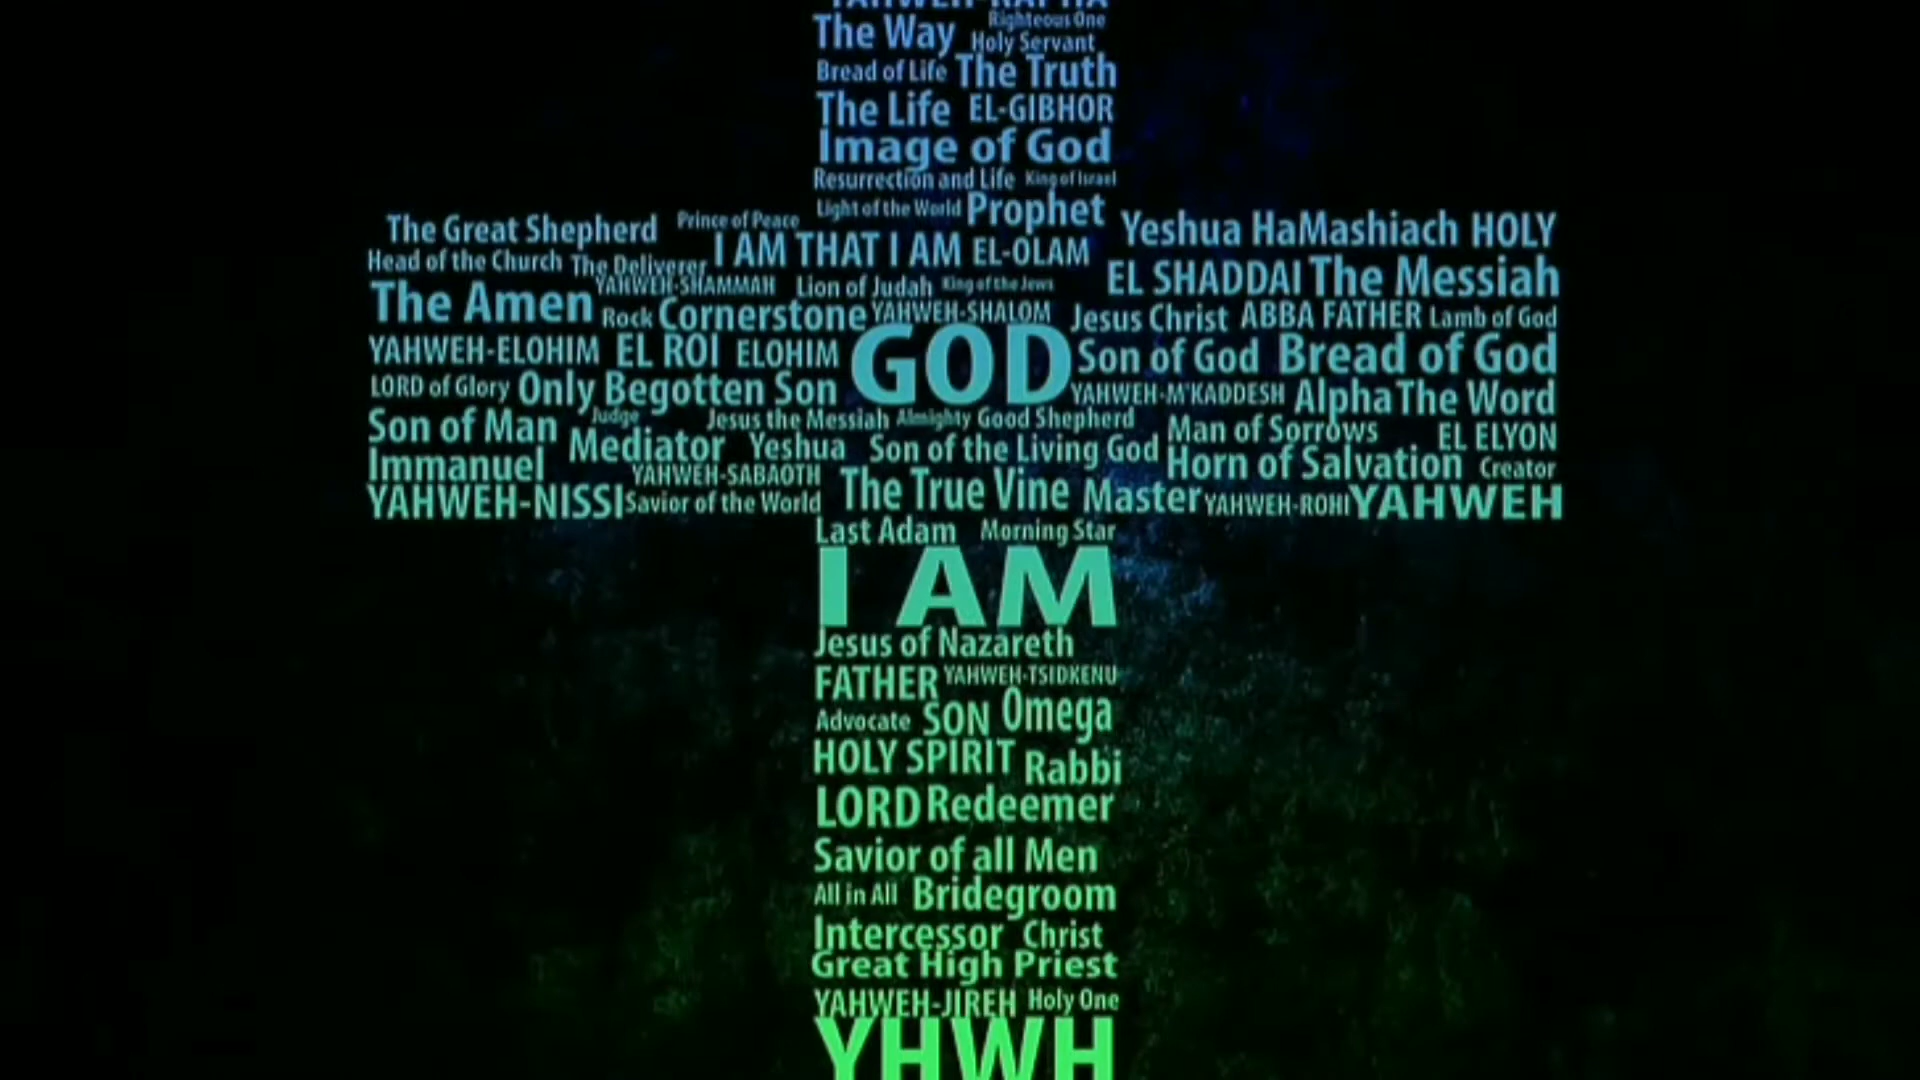 YAHWEH-RAPHA
The Way Righteous One
Holy Servant
Bread of Life The Truth
The Life EL-GIBHOR
Image of God
Resurrection and Life King of Israel
Light of the World Prophet
The Great Shepherd Prince of Peace Yeshua HaMashiach HOLY
I AM THAT I AM EL-OLAM
Head of the Church The Deliverer EL SHADDAI The Messiah
YAHWEH-SHAMMAH Lion of Judah King of the Jews
The Amen Rock Cornerstone YAHWEH-SHALOM Jesus Christ ABBA FATHER Lamb of God
YAHWEH-ELOHIM EL ROI ELOHIM GOD Son of God Bread of God
LORD of Glory Only Begotten Son YAHWEH-M'KADDESH Alpha The Word
Son of Man Judge Jesus the Messiah Almighty Good Shepherd Man of Sorrows EL ELYON
Mediator Yeshua Son of the Living God Horn of Salvation Creator
Immanuel YAHWEH-SABAOTH
YAHWEH-NISSI Savior of the World The True Vine Master YAHWEH-ROHI YAHWEH
Last Adam Morning Star
I AM
Jesus of Nazareth
FATHER YAHWEH-TSIDKENU
Advocate SON Omega
HOLY SPIRIT Rabbi
LORD Redeemer
Savior of all Men
All in All Bridegroom
Intercessor Christ
Great High Priest
YAHWEH-JIREH Holy One
YHWH